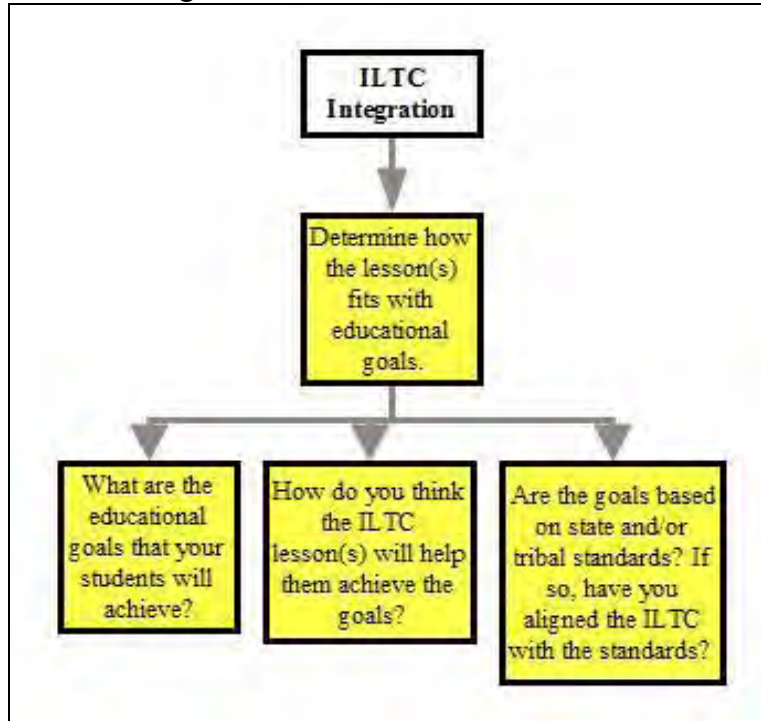 ILTC
Integration
Determine how
the lesson(s)
fits with
educational
goals.
What are the
educational
goals that your
students will
achieve?
How do you think
the ILTC
lesson(s) will help
them achieve the
goals?
Are the goals based
on state and/or
tribal standards? If
so, have you
aligned the ILTC
with the standards?